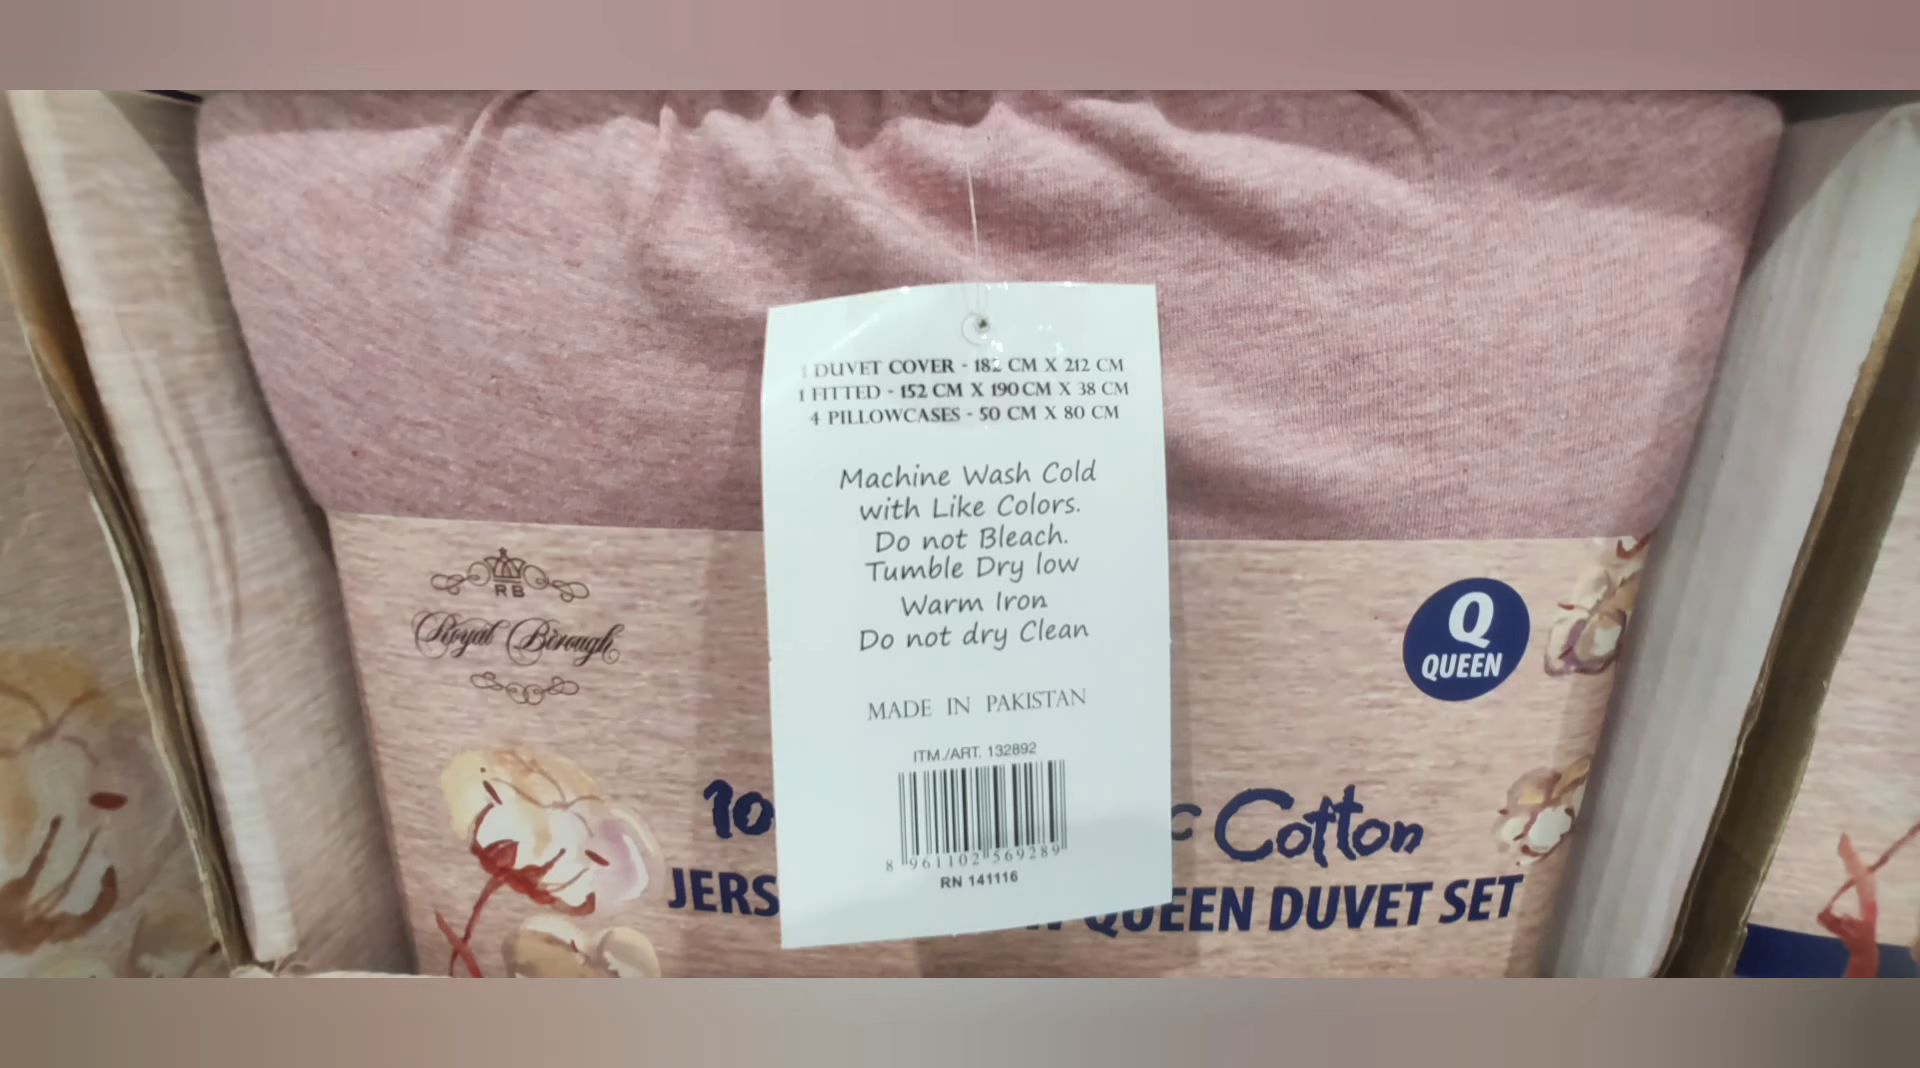 1 DUVET COVER - 182 CM X 212 CM
1 FITTED - 152 CM X 190 CM X 38 CM
4 PILLOWCASES - 50 CM X 80 CM
Machine Wash Cold
with Like Colors.
Do not Bleach.
Tumble Dry low
Warm Iron
Do not dry Clean
MADE IN PAKISTAN
ITM./ART. 132892
8 961102 569289
RN 141116
RB
Royal Borough
Q
QUEEN
Cotton
QUEEN DUVET SET